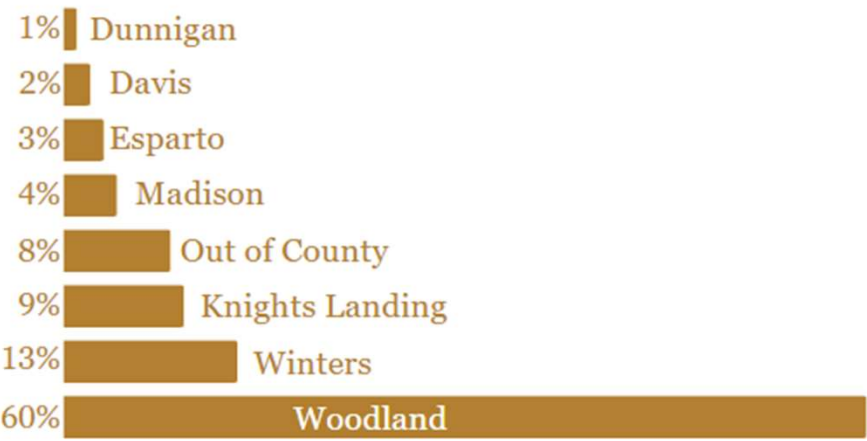 1% Dunnigan
2% Davis
3% Esparto
4% Madison
8% Out of County
9% Knights Landing
13% Winters
60% Woodland